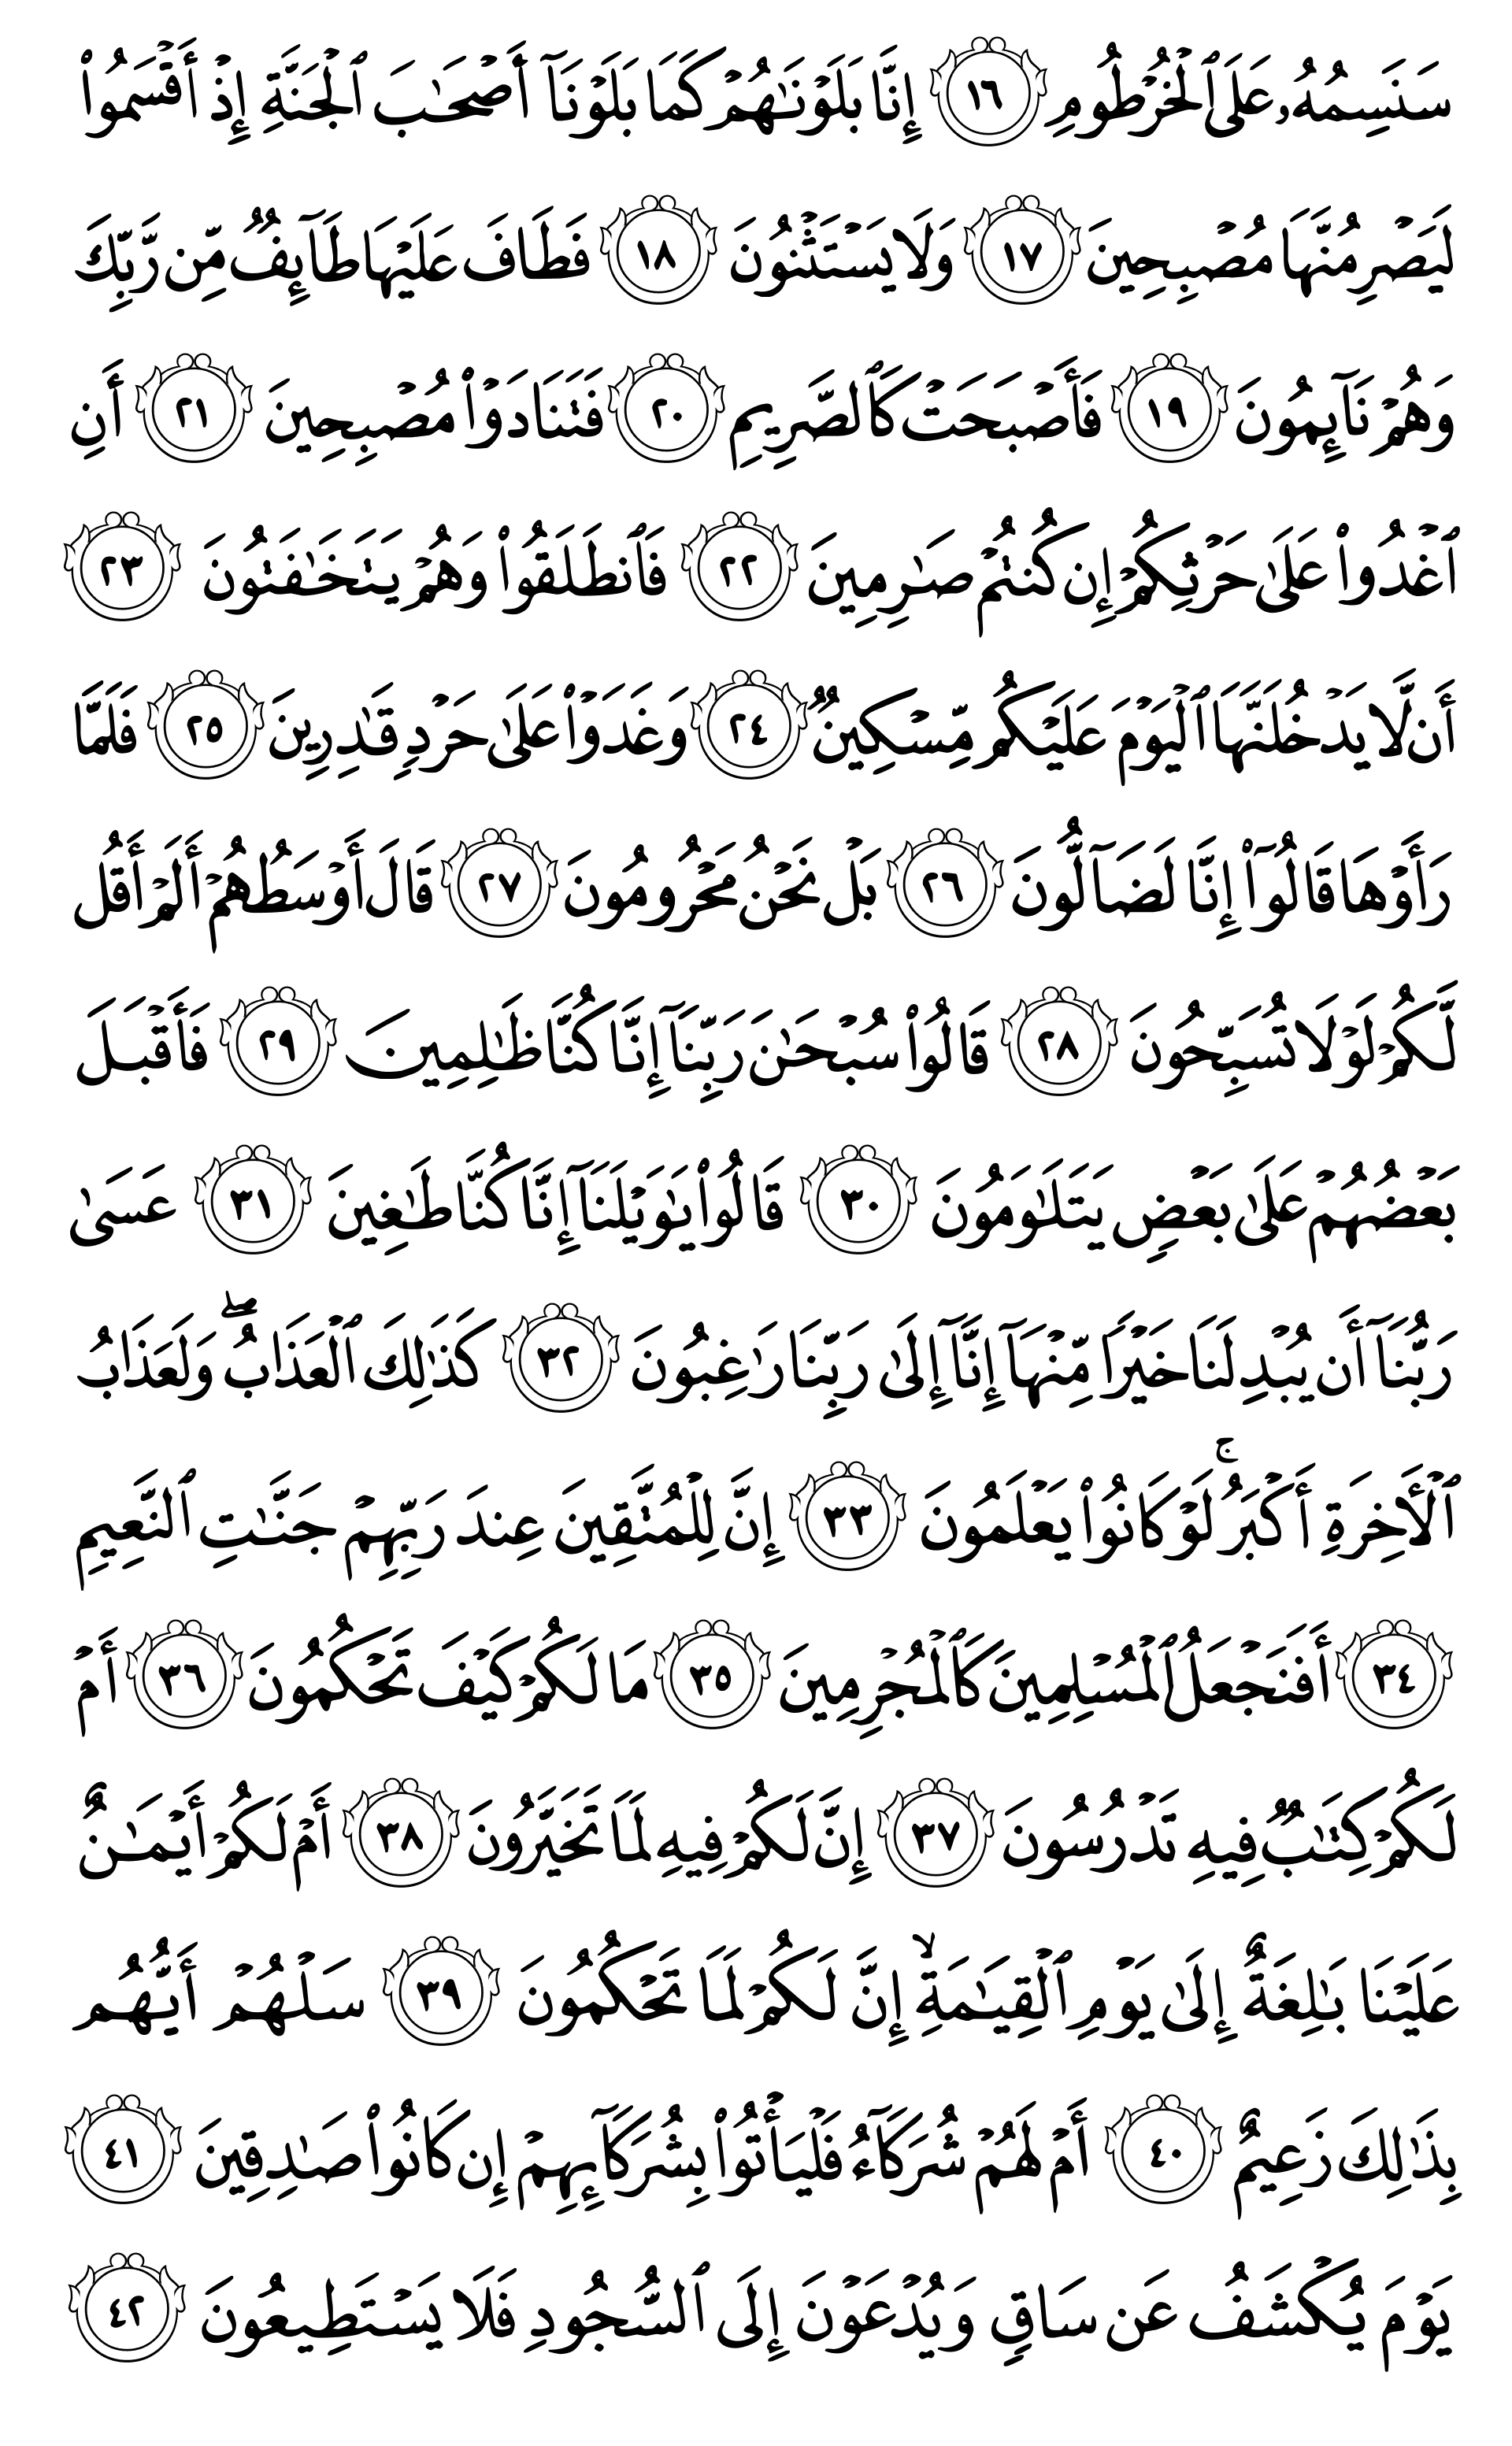 سَنَسِمُهُۥ عَلَى ٱلْخُرْطُومِ ١٦ إِنَّا بَلَوْنَٰهُمْ كَمَا بَلَوْنَآ أَصْحَٰبَ ٱلْجَنَّةِ إِذْ أَقْسَمُوا۟
لَيَصْرِمُنَّهَا مُصْبِحِينَ ١٧ وَلَا يَسْتَثْنُونَ ١٨ فَطَافَ عَلَيْهَا طَآئِفٌ مِّن رَّبِّكَ
وَهُمْ نَآئِمُونَ ١٩ فَأَصْبَحَتْ كَٱلصَّرِيمِ ٢٠ فَتَنَادَوْا۟ مُصْبِحِينَ ٢١ أَنِ
ٱغْدُوا۟ عَلَىٰ حَرْثِكُمْ إِن كُنتُمْ صَٰرِمِينَ ٢٢ فَٱنطَلَقُوا۟ وَهُمْ يَتَخَٰفَتُونَ ٢٣
أَن لَّا يَدْخُلَنَّهَا ٱلْيَوْمَ عَلَيْكُم مِّسْكِينٌ ٢٤ وَغَدَوْا۟ عَلَىٰ حَرْدٍ قَٰدِرِينَ ٢٥ فَلَمَّا
رَأَوْهَا قَالُوٓا۟ إِنَّا لَضَآلُّونَ ٢٦ بَلْ نَحْنُ مَحْرُومُونَ ٢٧ قَالَ أَوْسَطُهُمْ أَلَمْ أَقُل
لَّكُمْ لَوْلَا تُسَبِّحُونَ ٢٨ قَالُوا۟ سُبْحَٰنَ رَبِّنَآ إِنَّا كُنَّا ظَٰلِمِينَ ٢٩ فَأَقْبَلَ
بَعْضُهُمْ عَلَىٰ بَعْضٍ يَتَلَٰوَمُونَ ٣٠ قَالُوا۟ يَٰوَيْلَنَآ إِنَّا كُنَّا طَٰغِينَ ٣١ عَسَىٰ
رَبُّنَآ أَن يُبْدِلَنَا خَيْرًا مِّنْهَآ إِنَّآ إِلَىٰ رَبِّنَا رَٰغِبُونَ ٣٢ كَذَٰلِكَ ٱلْعَذَابُ ۖ وَلَعَذَابُ
ٱلْـَٔاخِرَةِ أَكْبَرُ ۚ لَوْ كَانُوا۟ يَعْلَمُونَ ٣٣ إِنَّ لِلْمُتَّقِينَ عِندَ رَبِّهِمْ جَنَّٰتِ ٱلنَّعِيمِ
٣٤ أَفَنَجْعَلُ ٱلْمُسْلِمِينَ كَٱلْمُجْرِمِينَ ٣٥ مَا لَكُمْ كَيْفَ تَحْكُمُونَ ٣٦ أَمْ
لَكُمْ كِتَٰبٌ فِيهِ تَدْرُسُونَ ٣٧ إِنَّ لَكُمْ فِيهِ لَمَا تَخَيَّرُونَ ٣٨ أَمْ لَكُمْ أَيْمَٰنٌ
عَلَيْنَا بَٰلِغَةٌ إِلَىٰ يَوْمِ ٱلْقِيَٰمَةِ ۙ إِنَّ لَكُمْ لَمَا تَحْكُمُونَ ٣٩ سَلْهُمْ أَيُّهُم
بِذَٰلِكَ زَعِيمٌ ٤٠ أَمْ لَهُمْ شُرَكَآءُ فَلْيَأْتُوا۟ بِشُرَكَآئِهِمْ إِن كَانُوا۟ صَٰدِقِينَ ٤١
يَوْمَ يُكْشَفُ عَن سَاقٍ وَيُدْعَوْنَ إِلَى ٱلسُّجُودِ فَلَا يَسْتَطِيعُونَ ٤٢